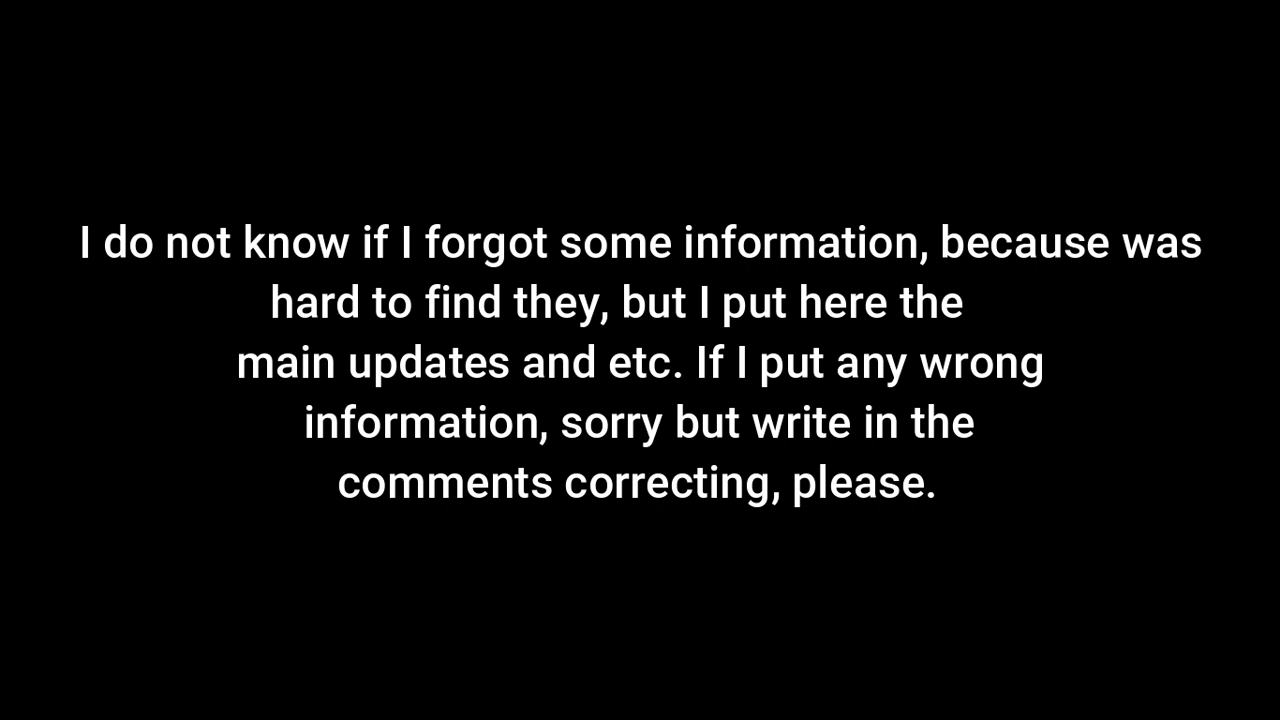 I do not know if I forgot some information, because was
hard to find they, but I put here the
main updates and etc. If I put any wrong
information, sorry but write in the
comments correcting, please.